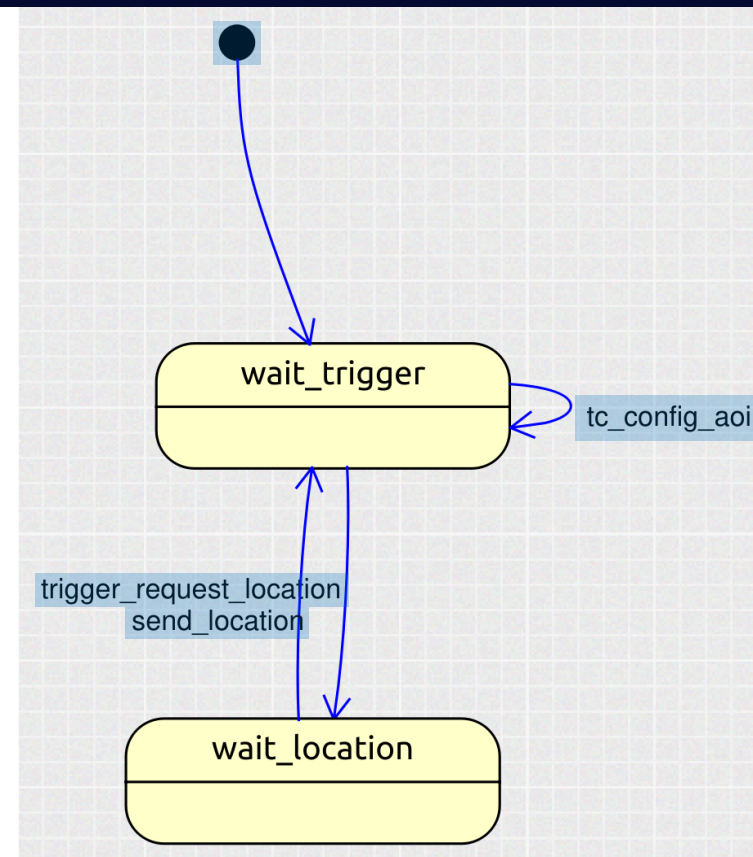 wait_trigger
tc_config_aoi
trigger_request_location
send_location
wait_location